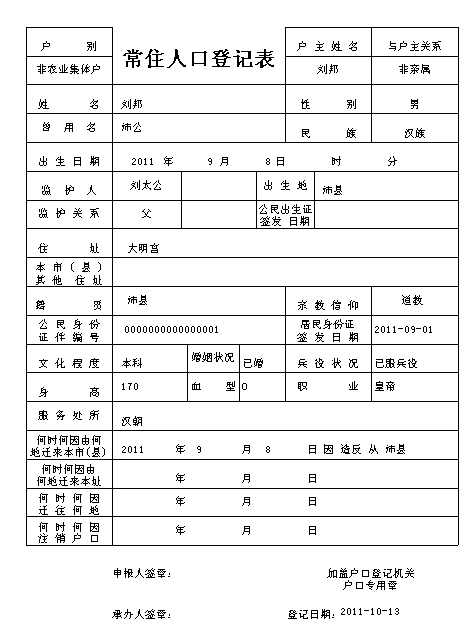 户 别
常住人口登记表
户 主 姓 名
与户主关系
非农业集体户
刘邦
非亲属
姓 名
刘邦
性 别
男
曾 用 名
沛公
民 族
汉族
出 生 日 期
2011 年 9 月 8 日 时 分
监 护 人
刘太公
出 生 地
沛县
监 护 关 系
父
公民出生证
签发 日期
住 址
大明宫
本 市 ( 县 )
其 他 住 址
籍 贯
沛县
宗 教 信 仰
道教
公 民 身 份
证 件 编 号
0000000000000001
居民身份证
签 发 日 期
2011-09-01
文 化 程 度
本科
婚姻状况
已婚
兵 役 状 况
已服兵役
身 高
170
血 型
O
职 业
皇帝
服 务 处 所
汉朝
何时何因由何
地迁来本市(县)
2011 年 9 月 8 日 因 造反 从 沛县
何时何因由
何地迁来本址
年 月 日
何 时 何 因
迁 往 何 地
年 月 日
何 时 何 因
注 销 户 口
年 月 日
申报人签章：
加盖户口登记机关
户口专用章
承办人签章：
登记日期：2011-10-13